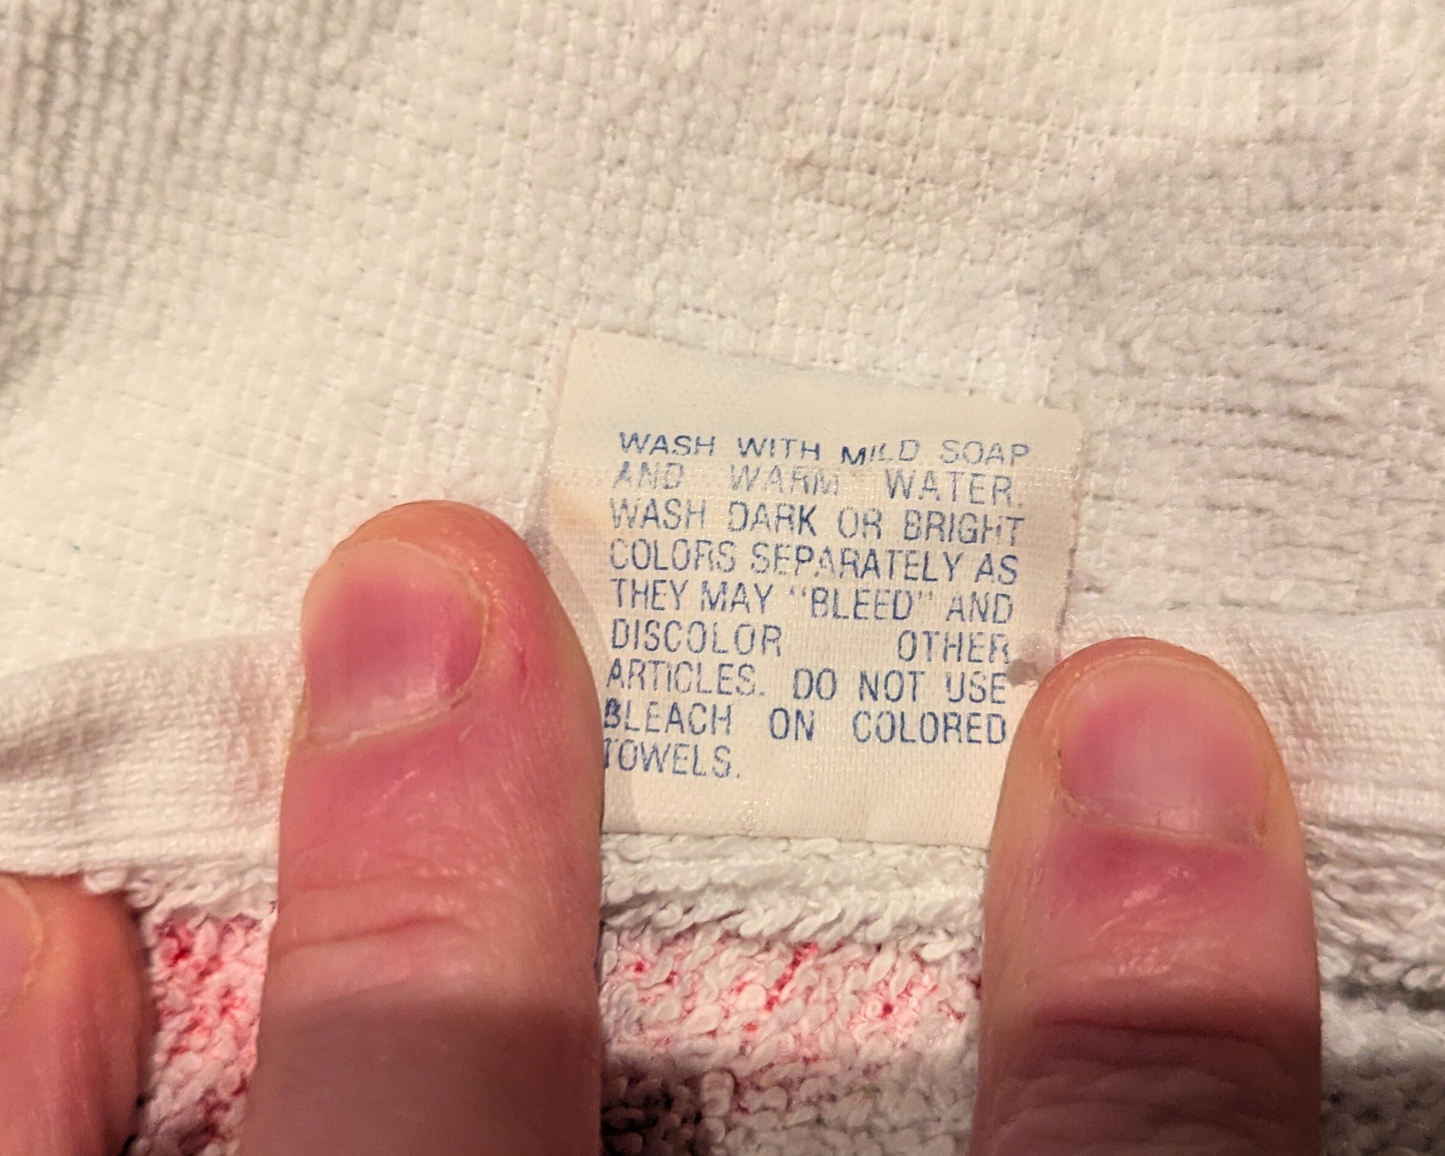 WASH WITH MILD SOAP
AND WARM WATER.
WASH DARK OR BRIGHT
COLORS SEPARATELY AS
THEY MAY “BLEED” AND
DISCOLOR OTHER
ARTICLES. DO NOT USE
BLEACH ON COLORED
TOWELS.